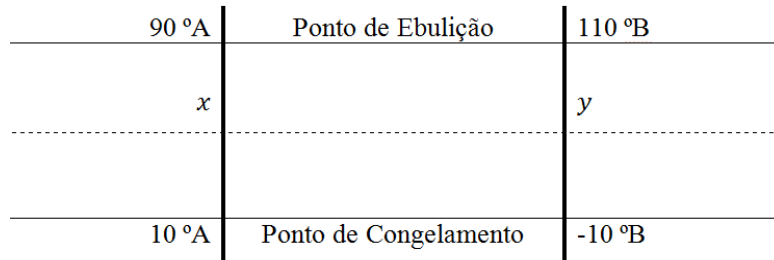 90 ºA Ponto de Ebulição 110 ºB
x y
10 ºA Ponto de Congelamento -10 ºB